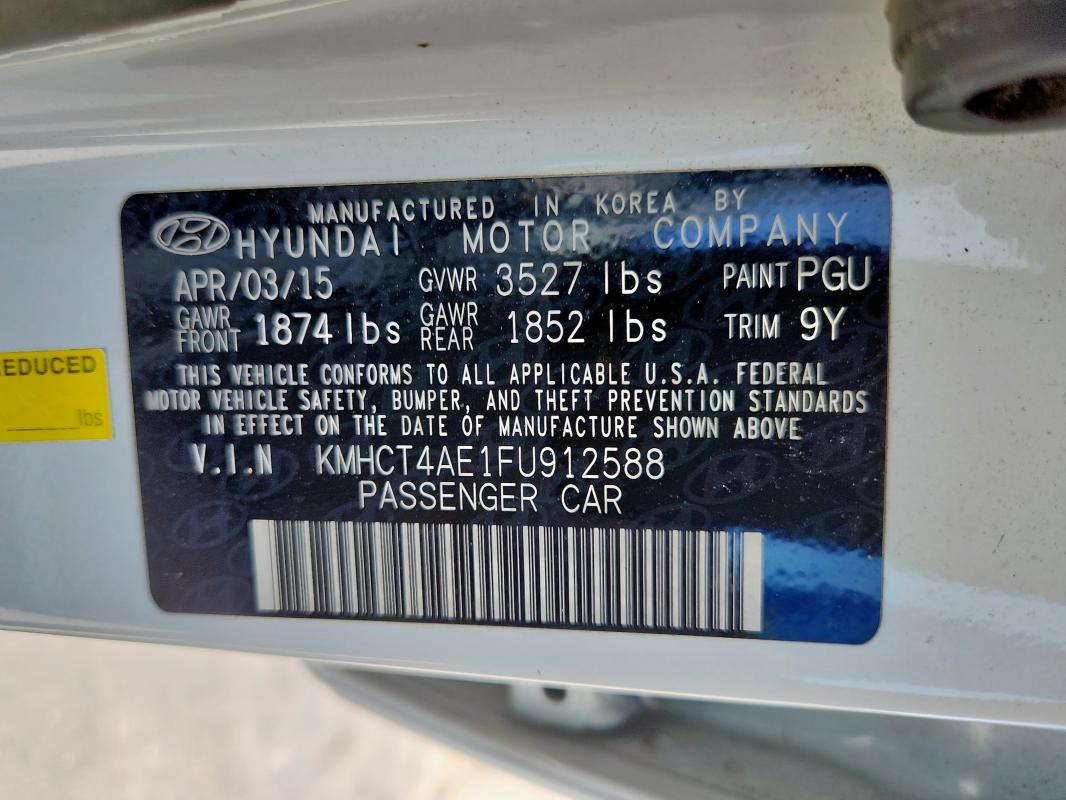 MANUFACTURED IN KOREA BY
HYUNDAI MOTOR COMPANY
APR/03/15 GVWR 3527 lbs PAINT PGU
GAWR FRONT 1874 lbs GAWR REAR 1852 lbs TRIM 9Y
THIS VEHICLE CONFORMS TO ALL APPLICABLE U.S.A. FEDERAL
MOTOR VEHICLE SAFETY, BUMPER, AND THEFT PREVENTION STANDARDS
IN EFFECT ON THE DATE OF MANUFACTURE SHOWN ABOVE
V.I.N KMHCT4AE1FU912588
PASSENGER CAR
EDUCED
lbs